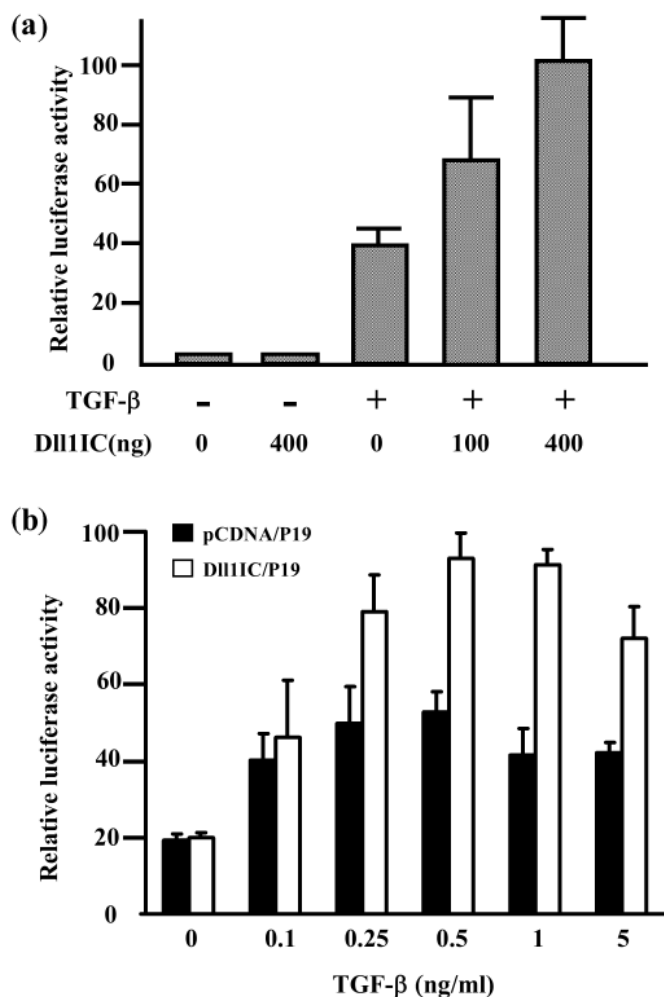 (a)
Relative luciferase activity
100
80
60
40
20
0
TGF-β - - + + +
Dll1IC(ng) 0 400 0 100 400
(b)
pCDNA/P19
Dll1IC/P19
Relative luciferase activity
100
80
60
40
20
0
0 0.1 0.25 0.5 1 5
TGF-β (ng/ml)